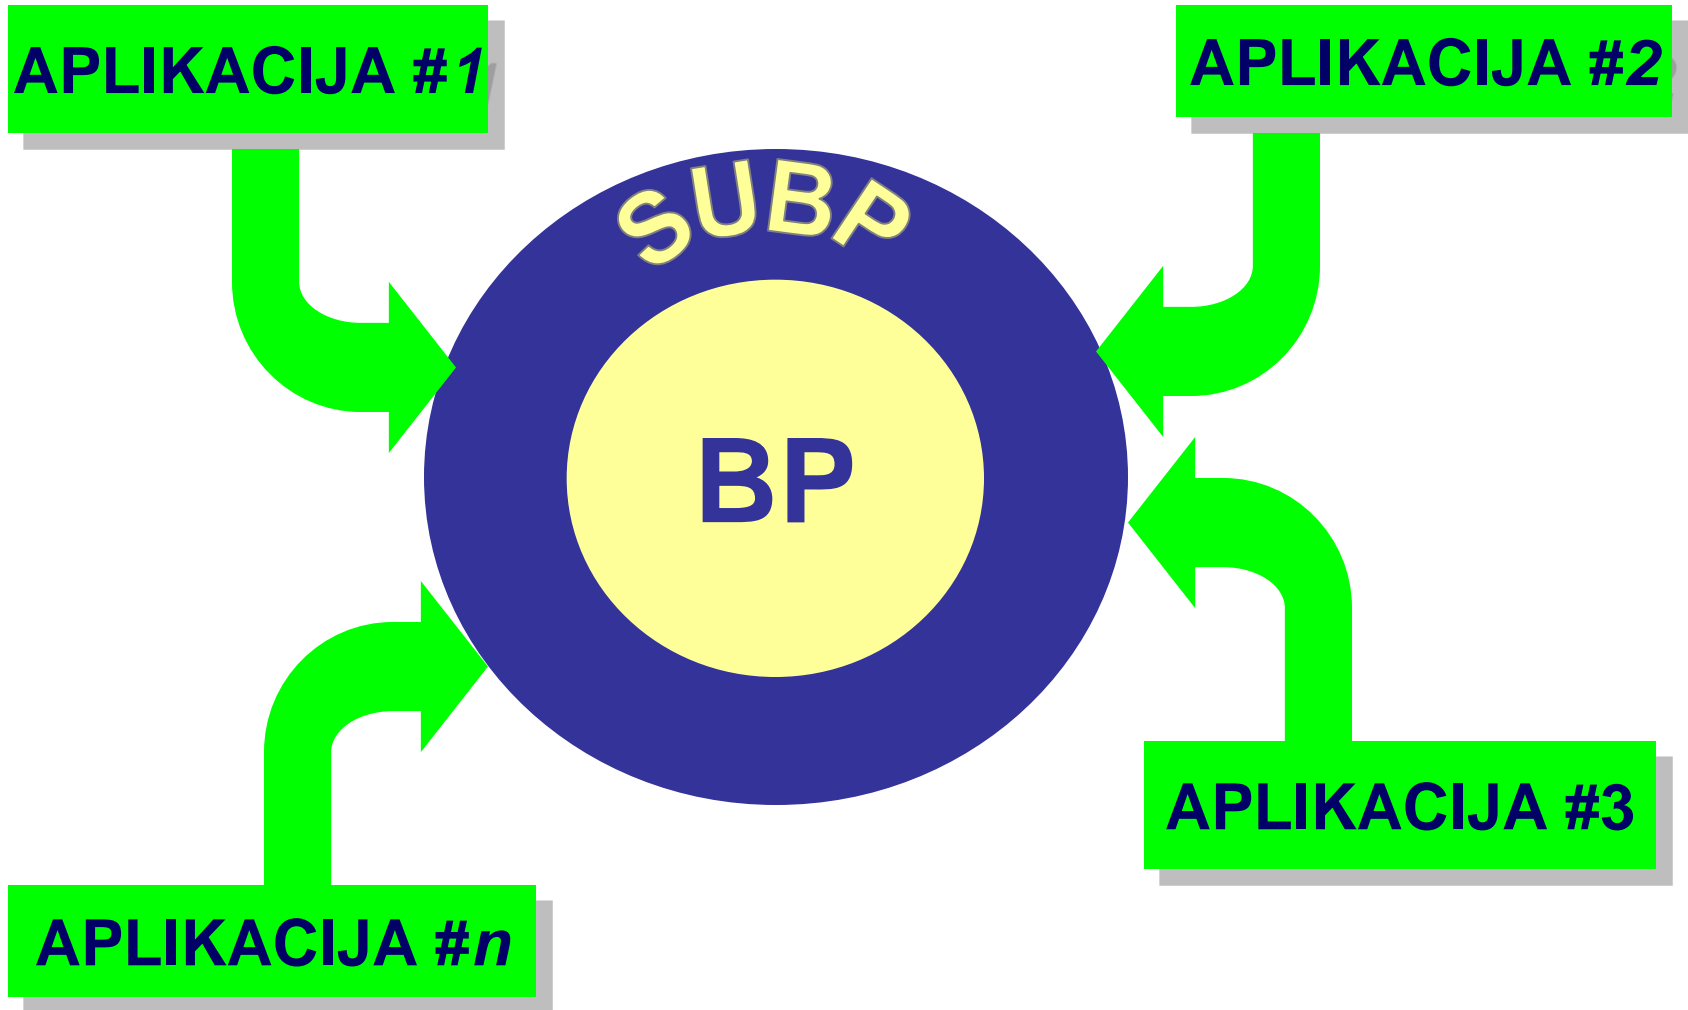 APLIKACIJA #1
APLIKACIJA #2
SUBP
BP
APLIKACIJA #3
APLIKACIJA #n